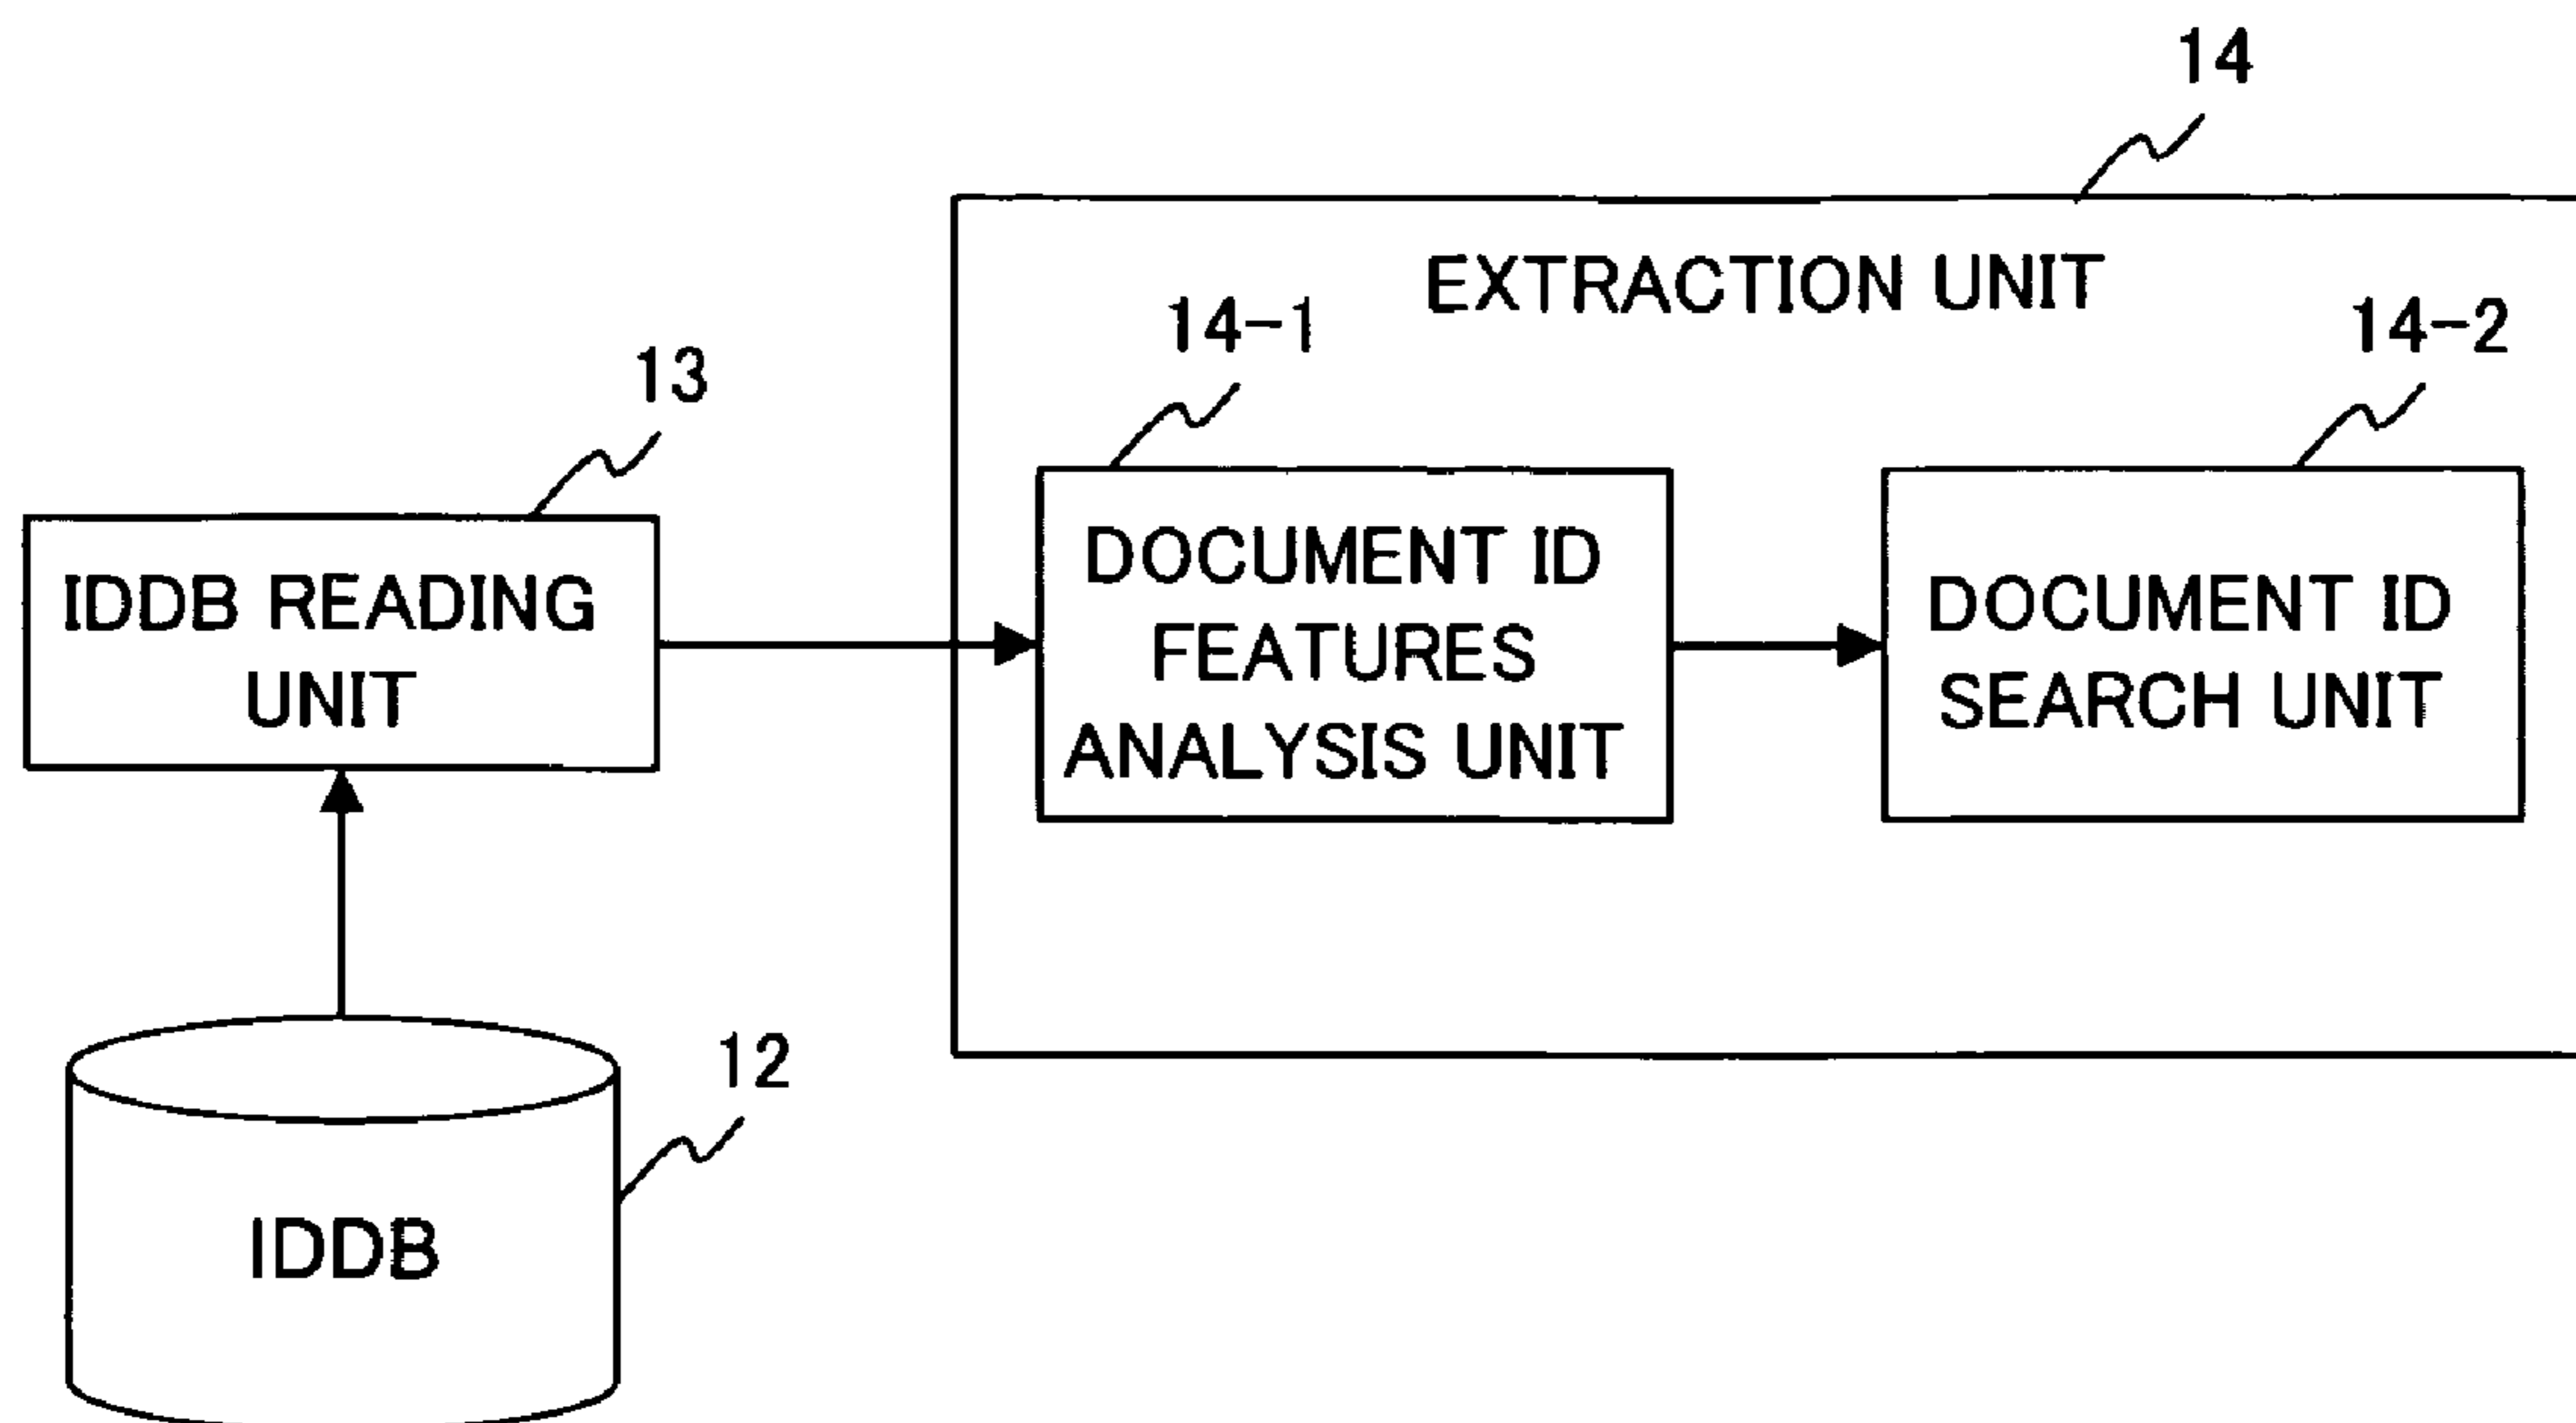 14
EXTRACTION UNIT
14-1
14-2
13
DOCUMENT ID
FEATURES
ANALYSIS UNIT
DOCUMENT ID
SEARCH UNIT
IDDB READING
UNIT
12
IDDB